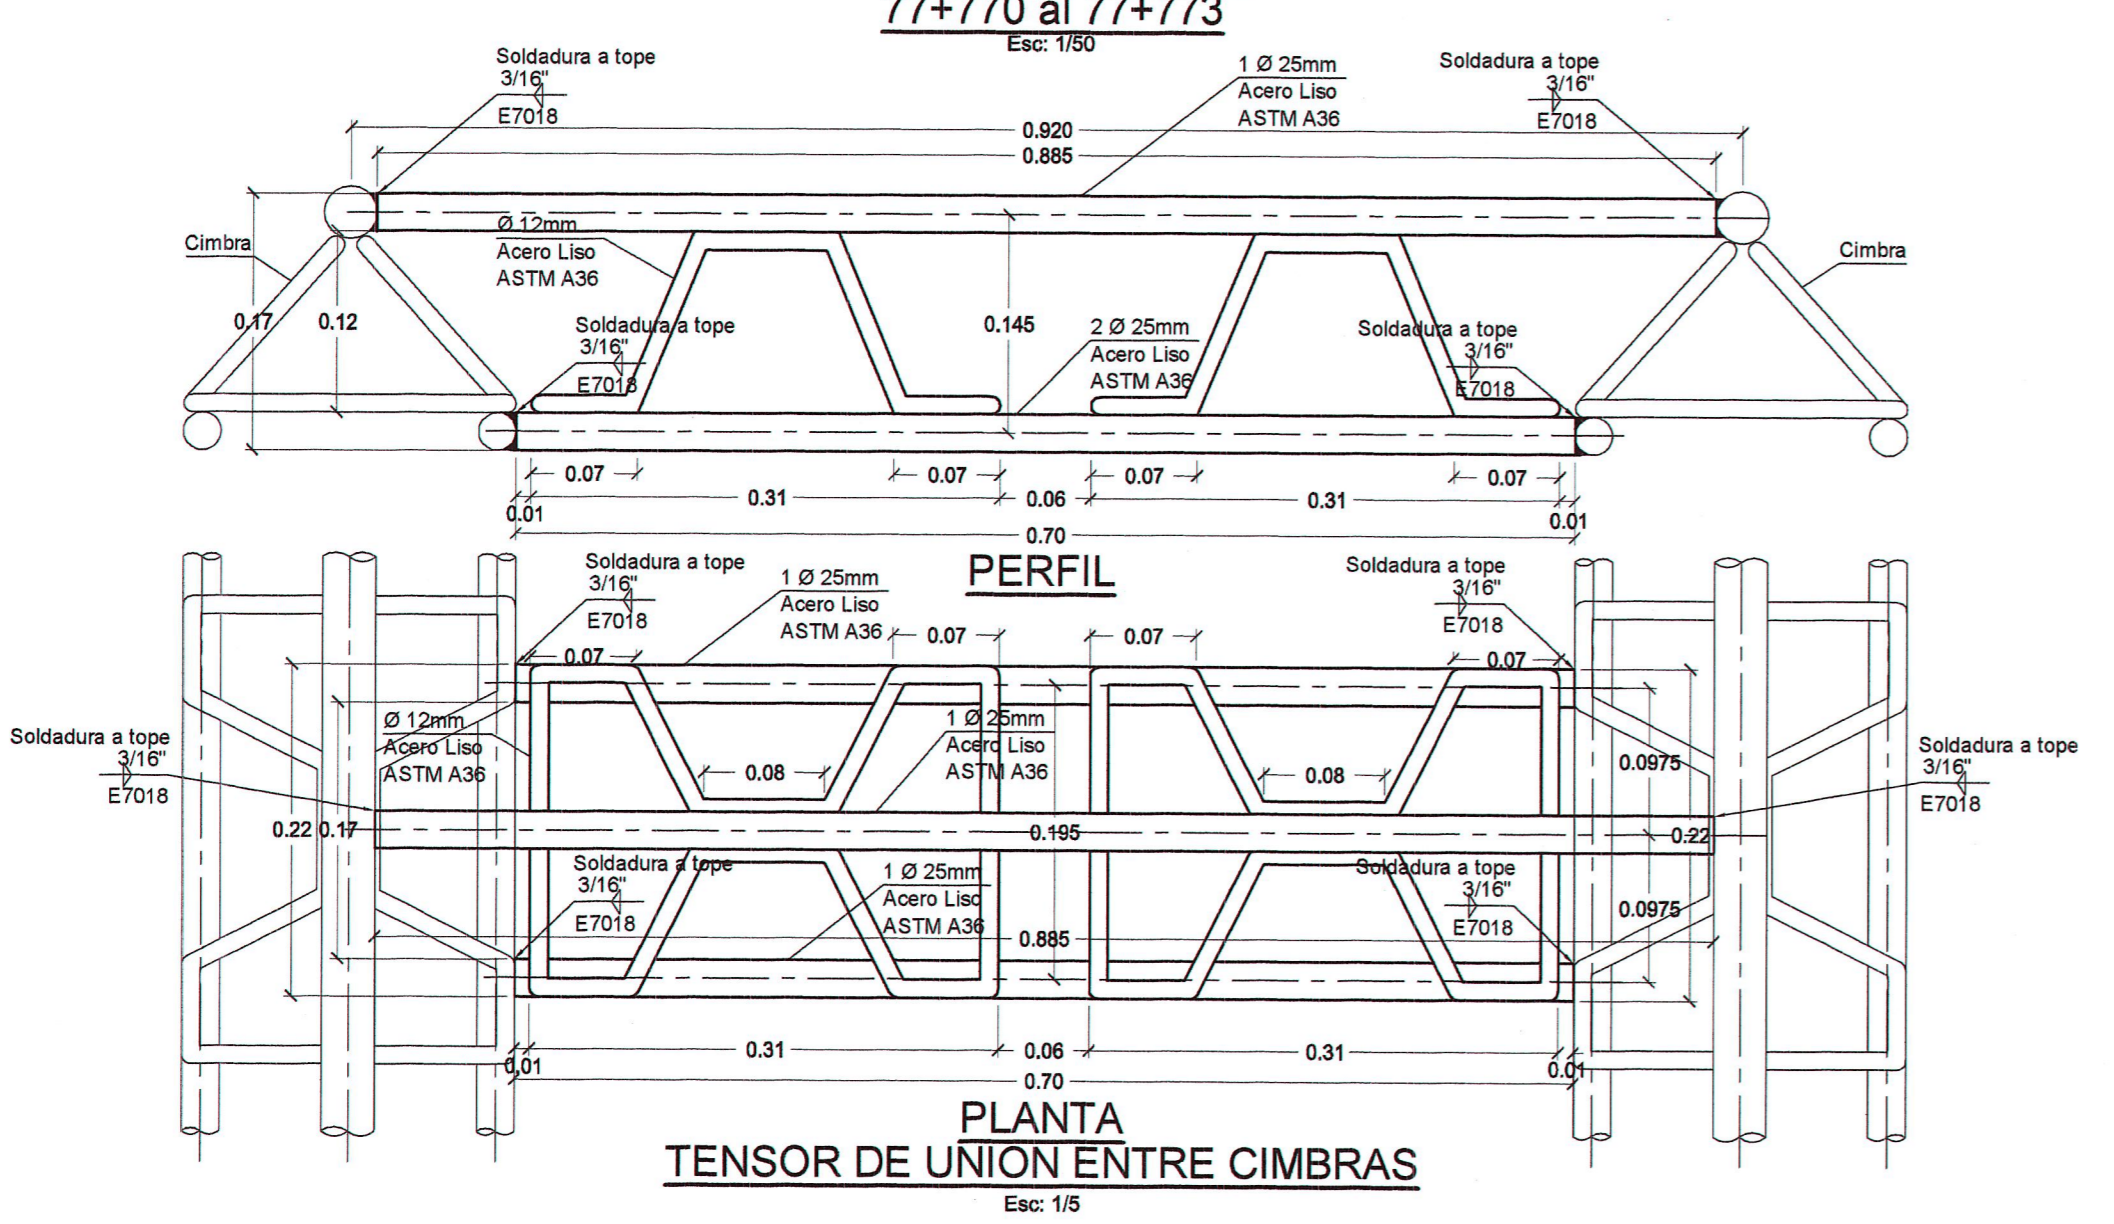 77+770 al 77+773
Esc: 1/50
Soldadura a tope
3/16"
E7018
1 Ø 25mm
Acero Liso
ASTM A36
Soldadura a tope
3/16"
E7018
0.920
0.885
Cimbra
Ø 12mm
Acero Liso
ASTM A36
Cimbra
0.17
0.12
Soldadura a tope
3/16"
E7018
0.145
2 Ø 25mm
Acero Liso
ASTM A36
Soldadura a tope
3/16"
E7018
0.07
0.07
0.07
0.07
0.01
0.31
0.06
0.31
0.01
0.70
PERFIL
Soldadura a tope
3/16"
E7018
1 Ø 25mm
Acero Liso
ASTM A36
Soldadura a tope
3/16"
E7018
0.07
0.07
0.07
0.07
Soldadura a tope
3/16"
E7018
Ø 12mm
Acero Liso
ASTM A36
0.08
1 Ø 25mm
Acero Liso
ASTM A36
0.08
0.0975
Soldadura a tope
3/16"
E7018
0.22
0.17
0.195
0.22
Soldadura a tope
3/16"
E7018
1 Ø 25mm
Acero Liso
ASTM A36
Soldadura a tope
3/16"
E7018
0.0975
0.885
0.01
0.31
0.06
0.31
0.01
0.70
PLANTA
TENSOR DE UNION ENTRE CIMBRAS
Esc: 1/5